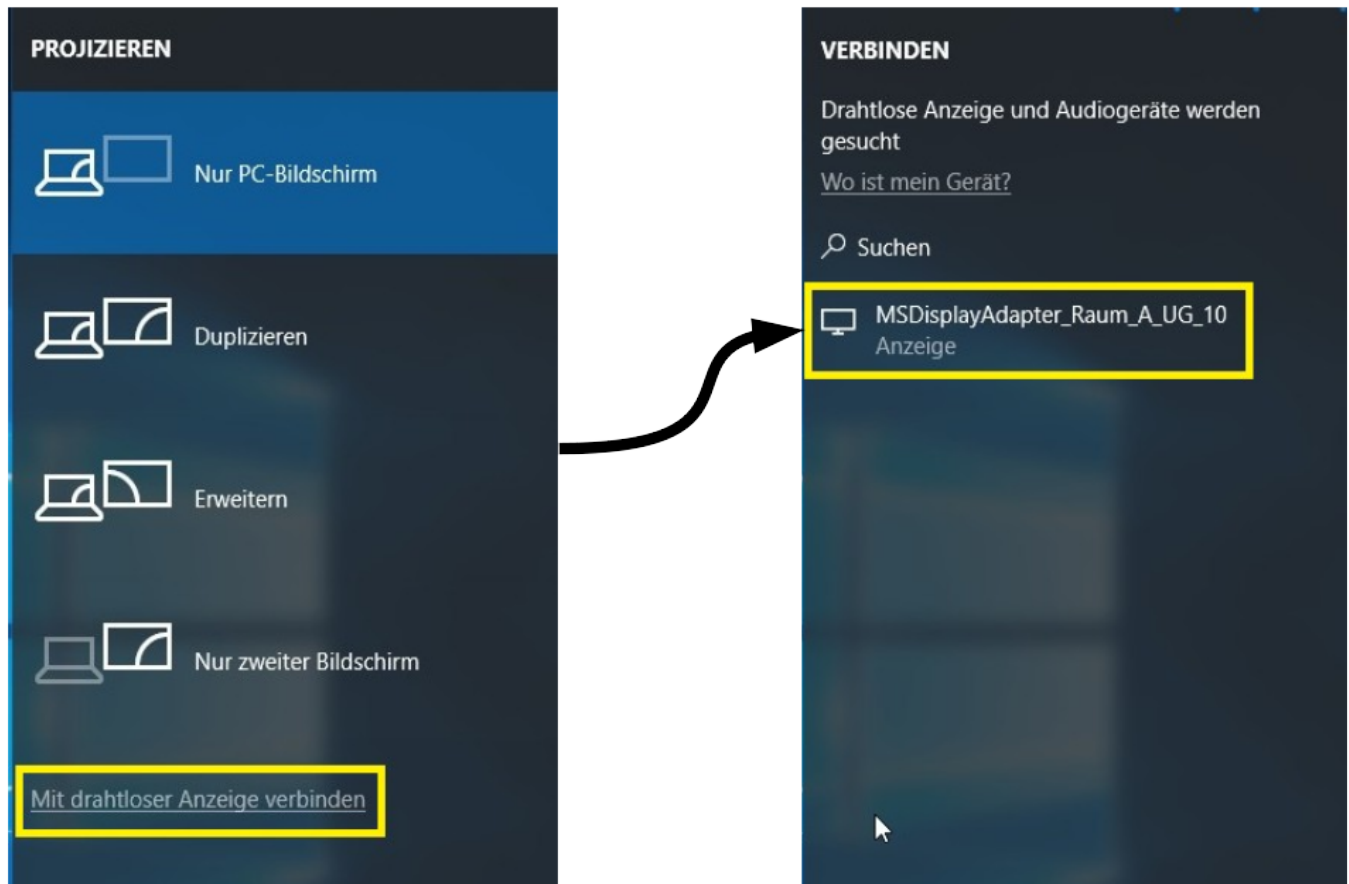 PROJIZIEREN
Nur PC-Bildschirm
Duplizieren
Erweitern
Nur zweiter Bildschirm
Mit drahtloser Anzeige verbinden
VERBINDEN
Drahtlose Anzeige und Audiogeräte werden
gesucht
Wo ist mein Gerät?
Suchen
MSDisplayAdapter_Raum_A_UG_10
Anzeige